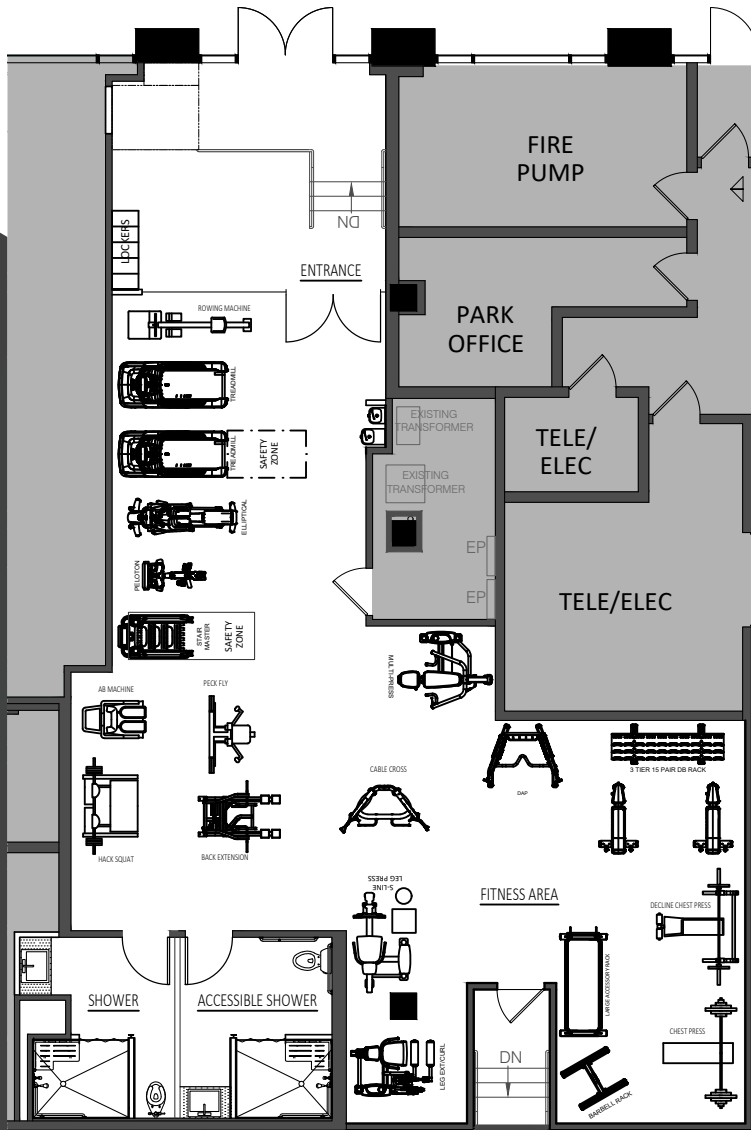 FIRE
PUMP
DN
LOCKERS
ENTRANCE
ROWING MACHINE
PARK
OFFICE
TREADMILL
EXISTING
TRANSFORMER
TELE/
ELEC
TREADMILL
SAFETY
ZONE
EXISTING
TRANSFORMER
ELLIPTICAL
EP
PELOTON
EP
TELE/ELEC
STAIR
MASTER
SAFETY
ZONE
MULTI-PRESS
AB MACHINE
PECK FLY
CABLE CROSS
3 TIER 15 PAIR DB RACK
DAP
HACK SQUAT
BACK EXTENSION
S-LINE
LEG PRESS
FITNESS AREA
DECLINE CHEST PRESS
LARGE ACCESSORY RACK
SHOWER
ACCESSIBLE SHOWER
CHEST PRESS
DN
LEG EXT/CURL
BARBELL RACK